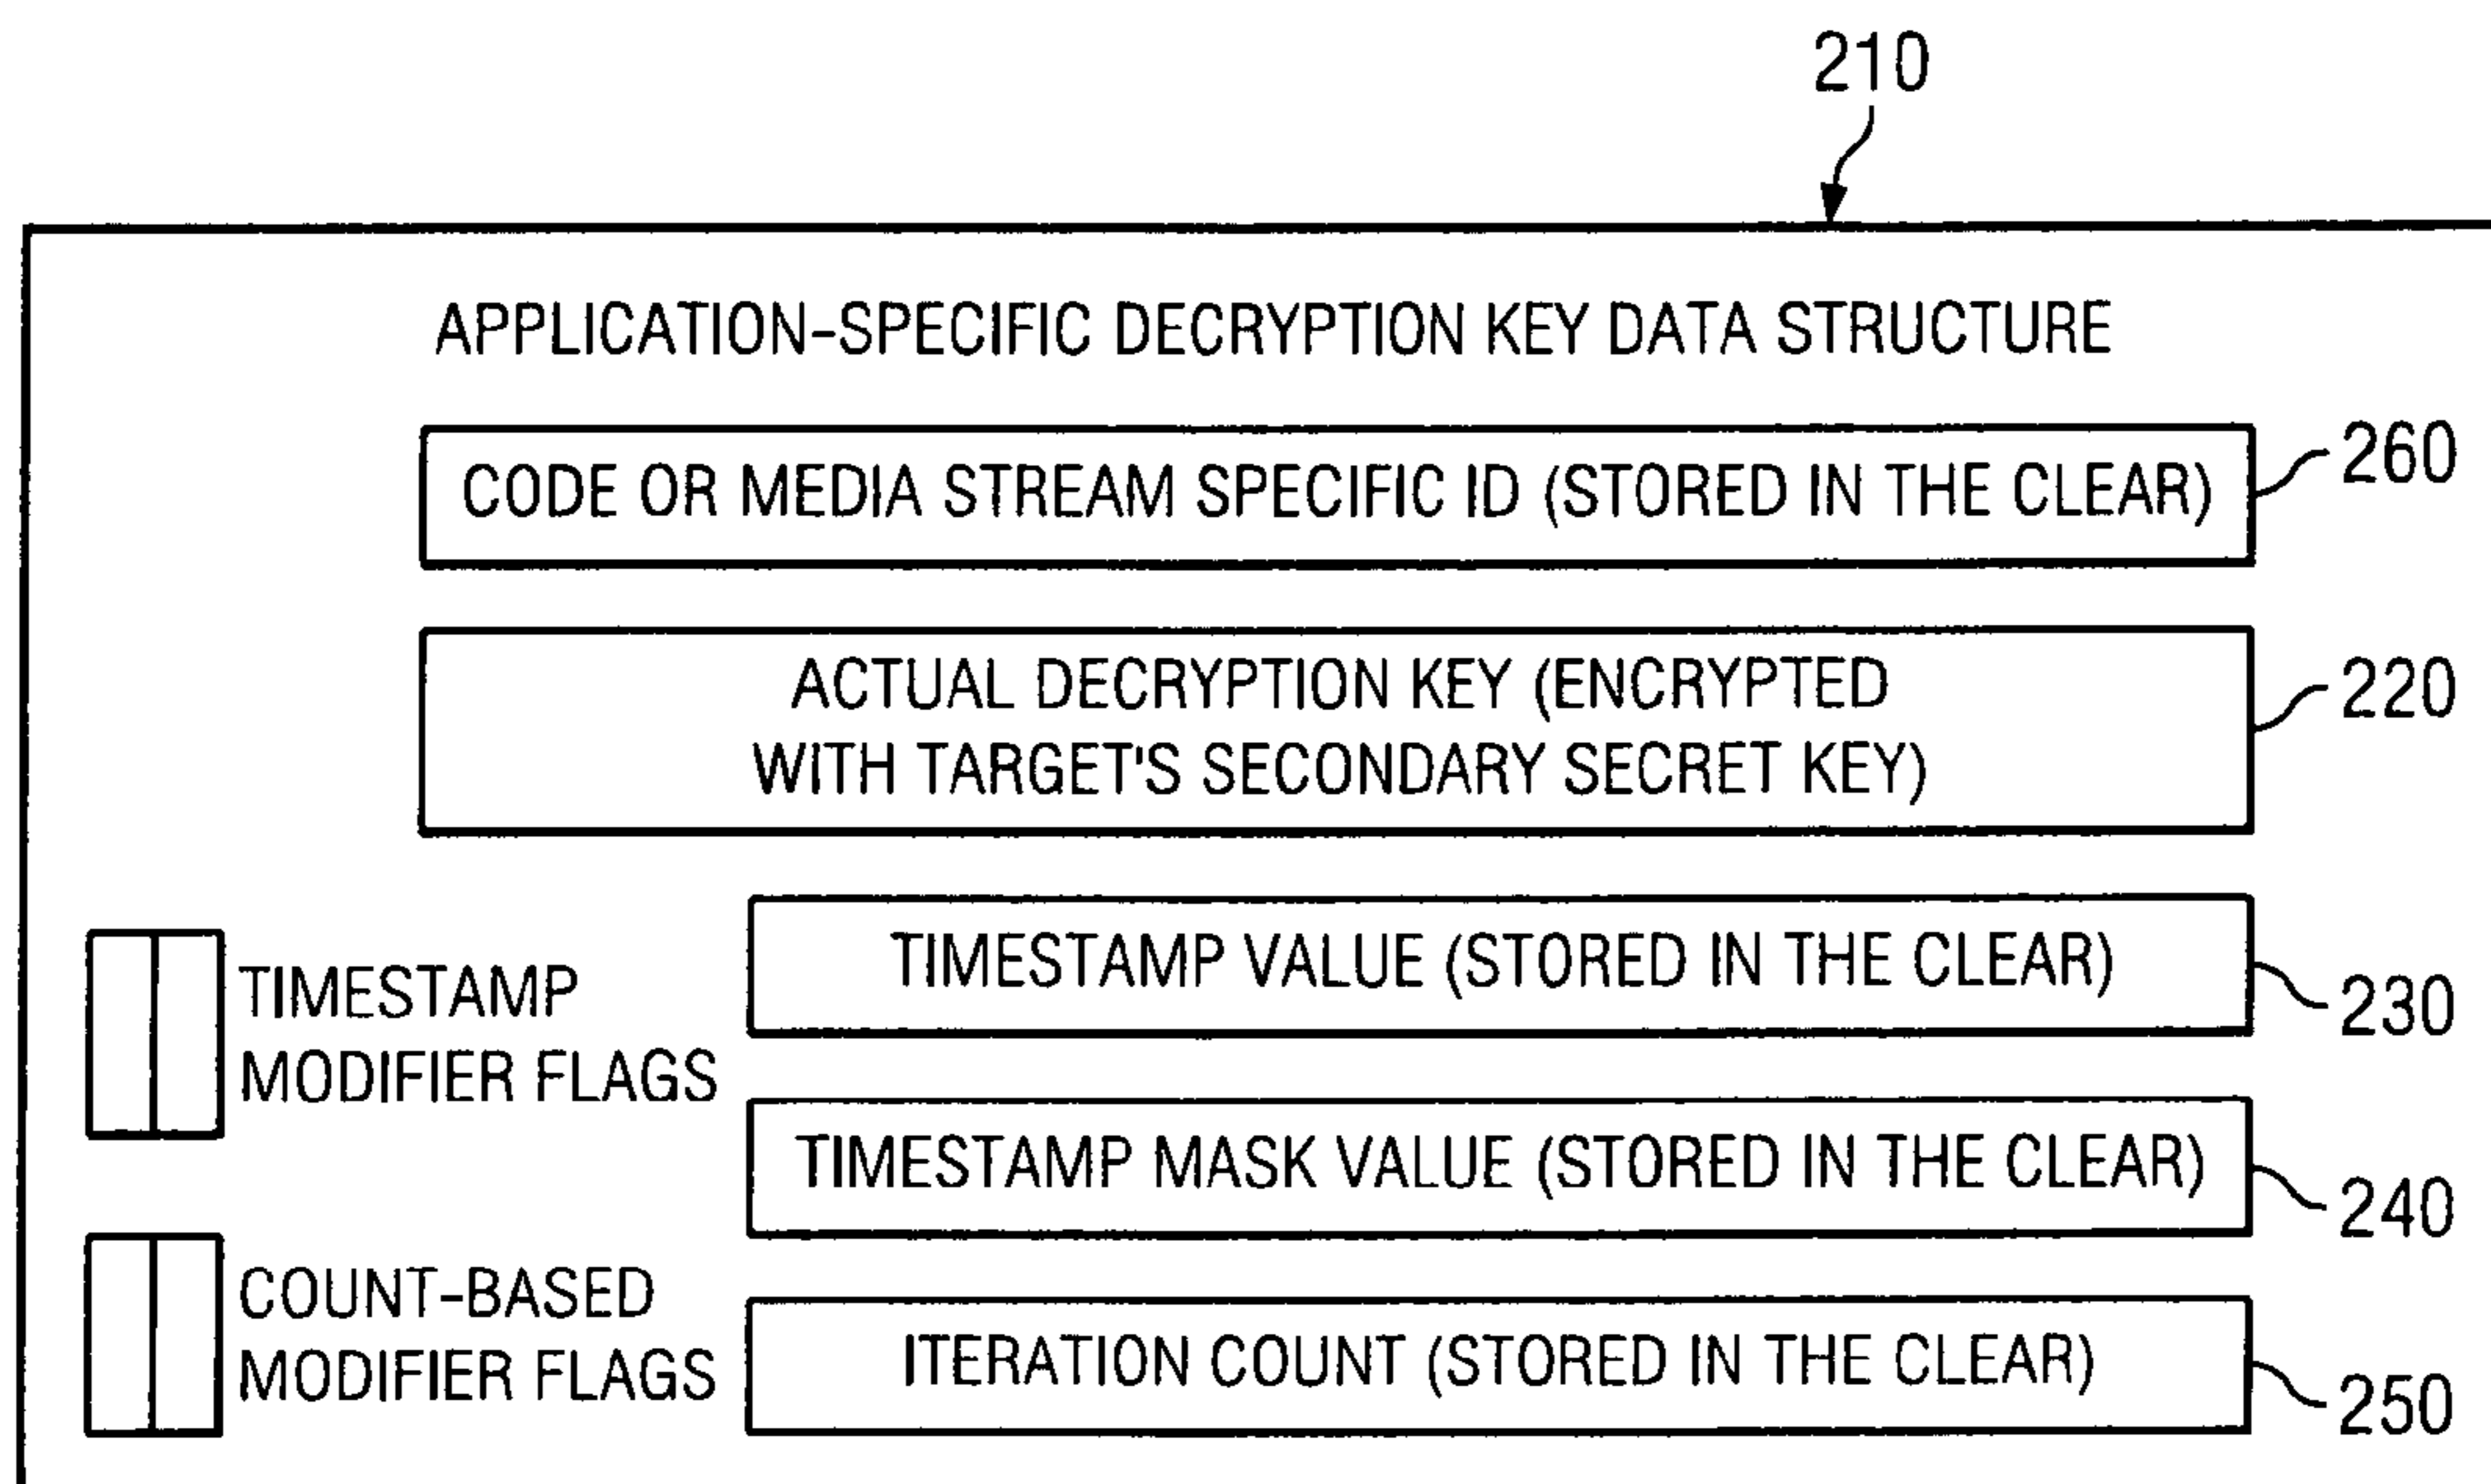 210
APPLICATION-SPECIFIC DECRYPTION KEY DATA STRUCTURE
CODE OR MEDIA STREAM SPECIFIC ID (STORED IN THE CLEAR)
260
ACTUAL DECRYPTION KEY (ENCRYPTED
WITH TARGET'S SECONDARY SECRET KEY)
220
TIMESTAMP
MODIFIER FLAGS
TIMESTAMP VALUE (STORED IN THE CLEAR)
230
TIMESTAMP MASK VALUE (STORED IN THE CLEAR)
240
COUNT-BASED
MODIFIER FLAGS
ITERATION COUNT (STORED IN THE CLEAR)
250